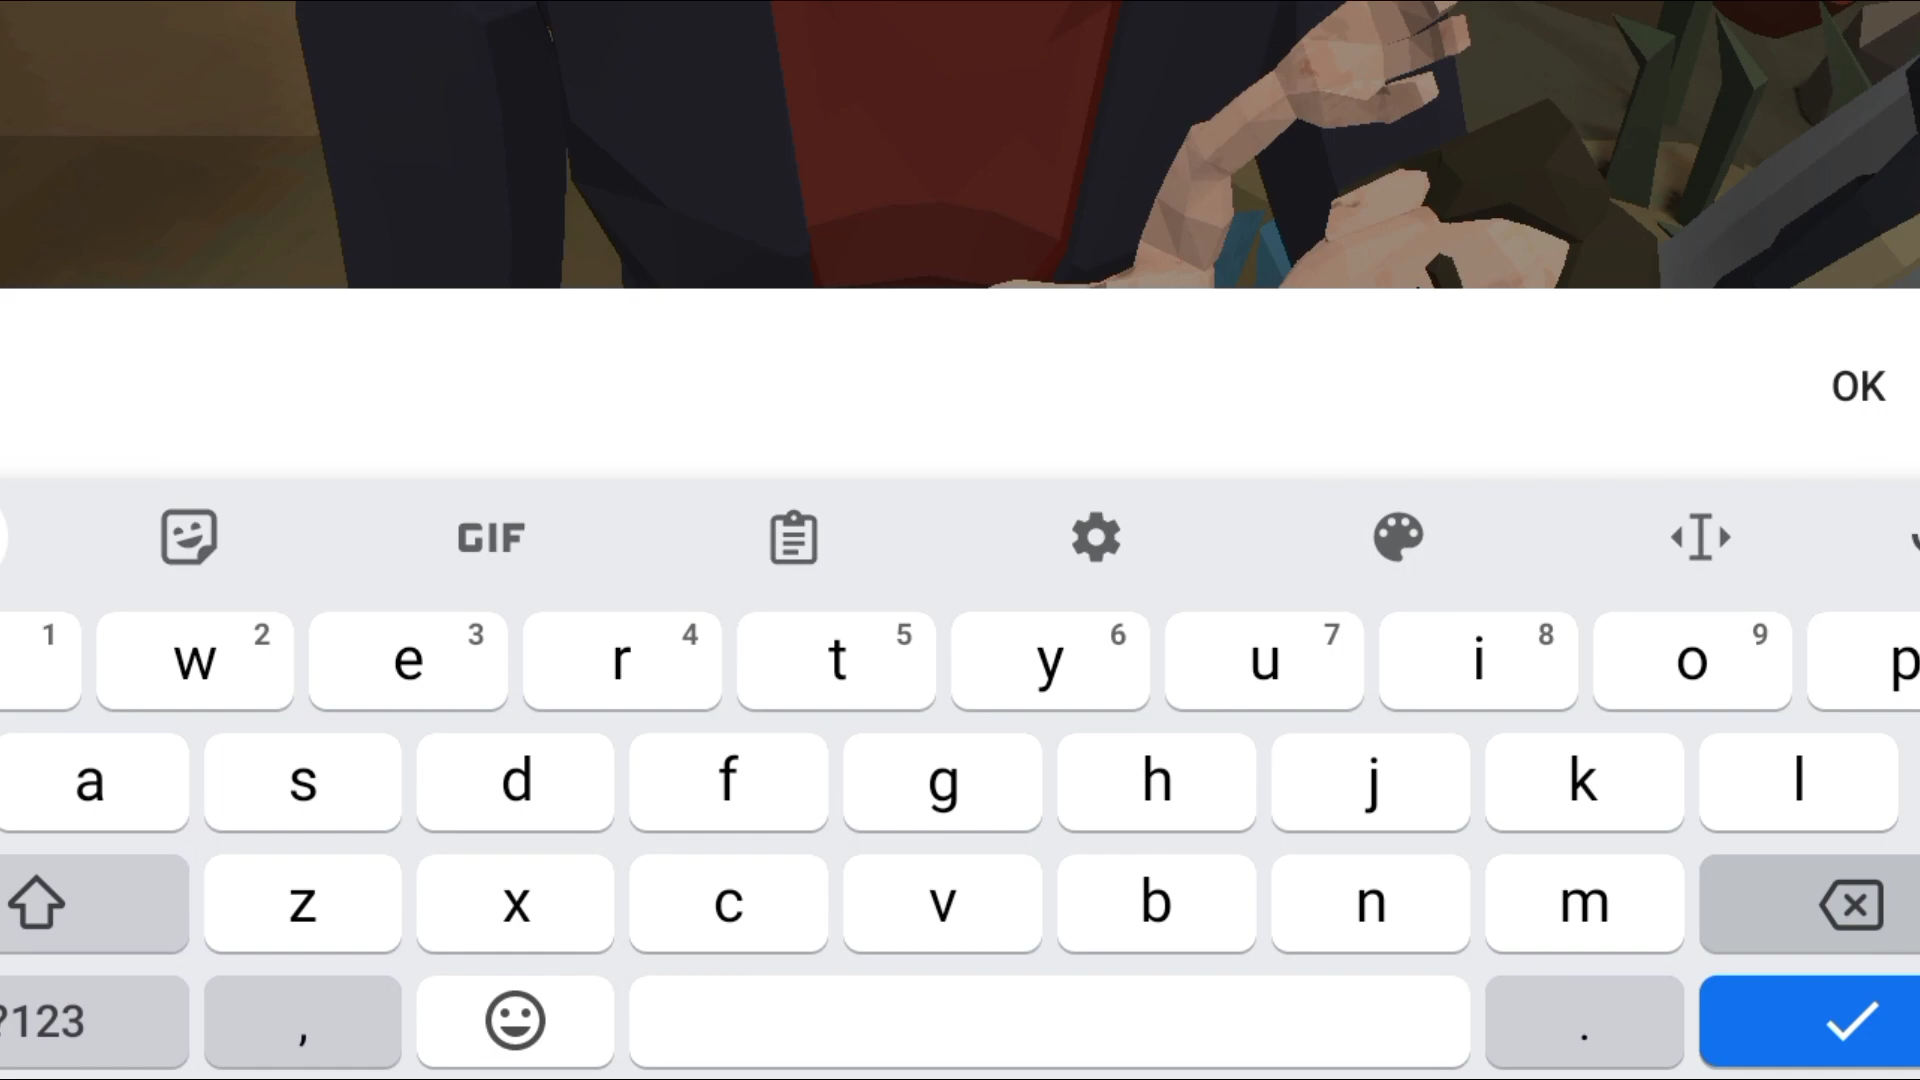 OK
GIF
1 w 2 e 3 r 4 t 5 y 6 u 7 i 8 o 9 p
a s d f g h j k l
z x c v b n m
?123 , .